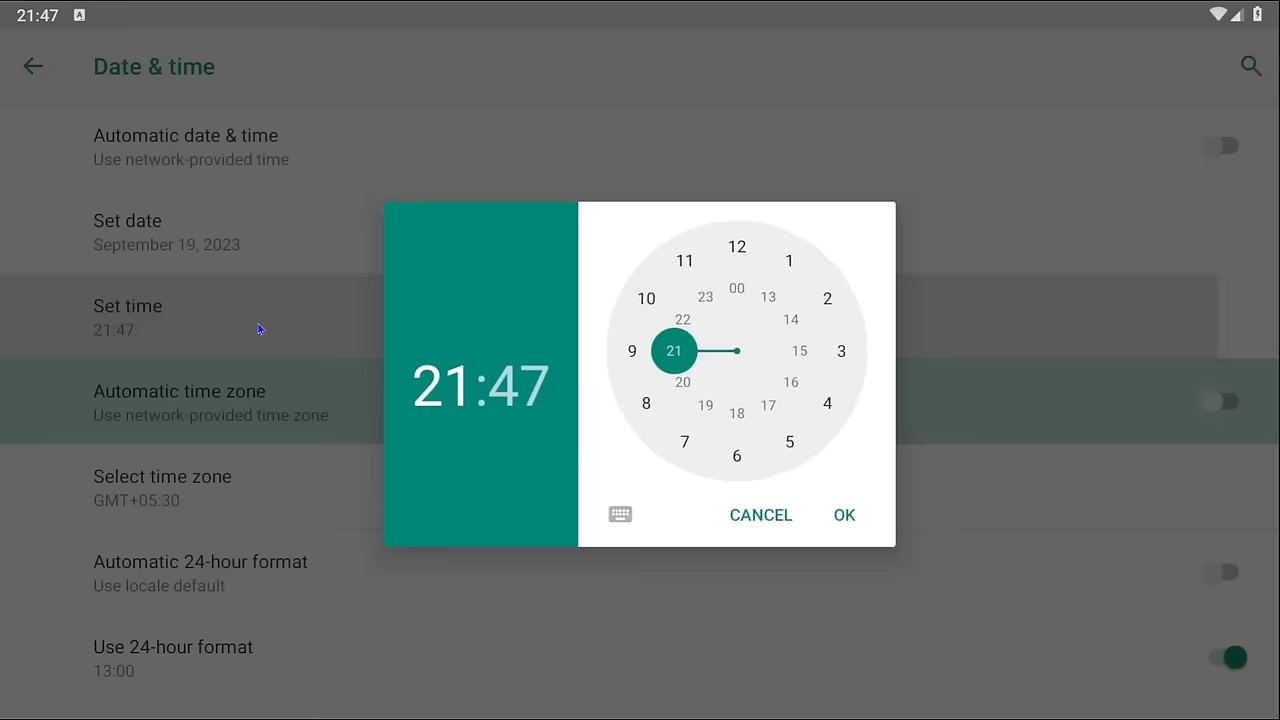 21:47 A
Date & time
Automatic date & time
Use network-provided time
Set date
September 19, 2023
Set time
21:47
Automatic time zone
Use network-provided time zone
Select time zone
GMT+05:30
Automatic 24-hour format
Use locale default
Use 24-hour format
13:00
21:47
12
11 1
00
23 13
10 2
22 14
9 21 15 3
20 16
8 4
19 17
18
7 5
6
CANCEL OK